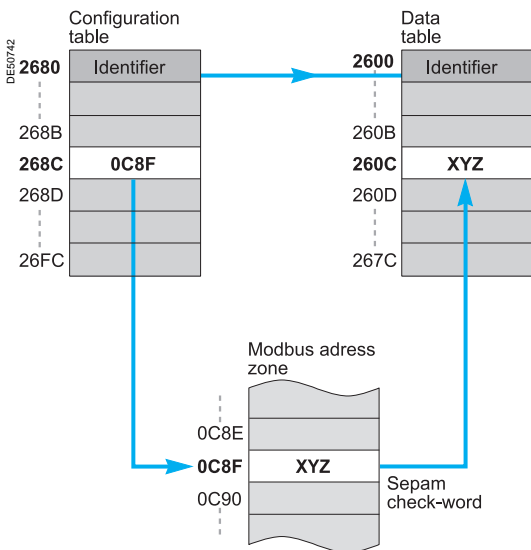 DE50742
Configuration
table
2680
Identifier
268B
268C
0C8F
268D
26FC
Data
table
2600
Identifier
260B
260C
XYZ
260D
267C
Modbus adress
zone
0C8E
0C8F
XYZ
0C90
Sepam
check-word